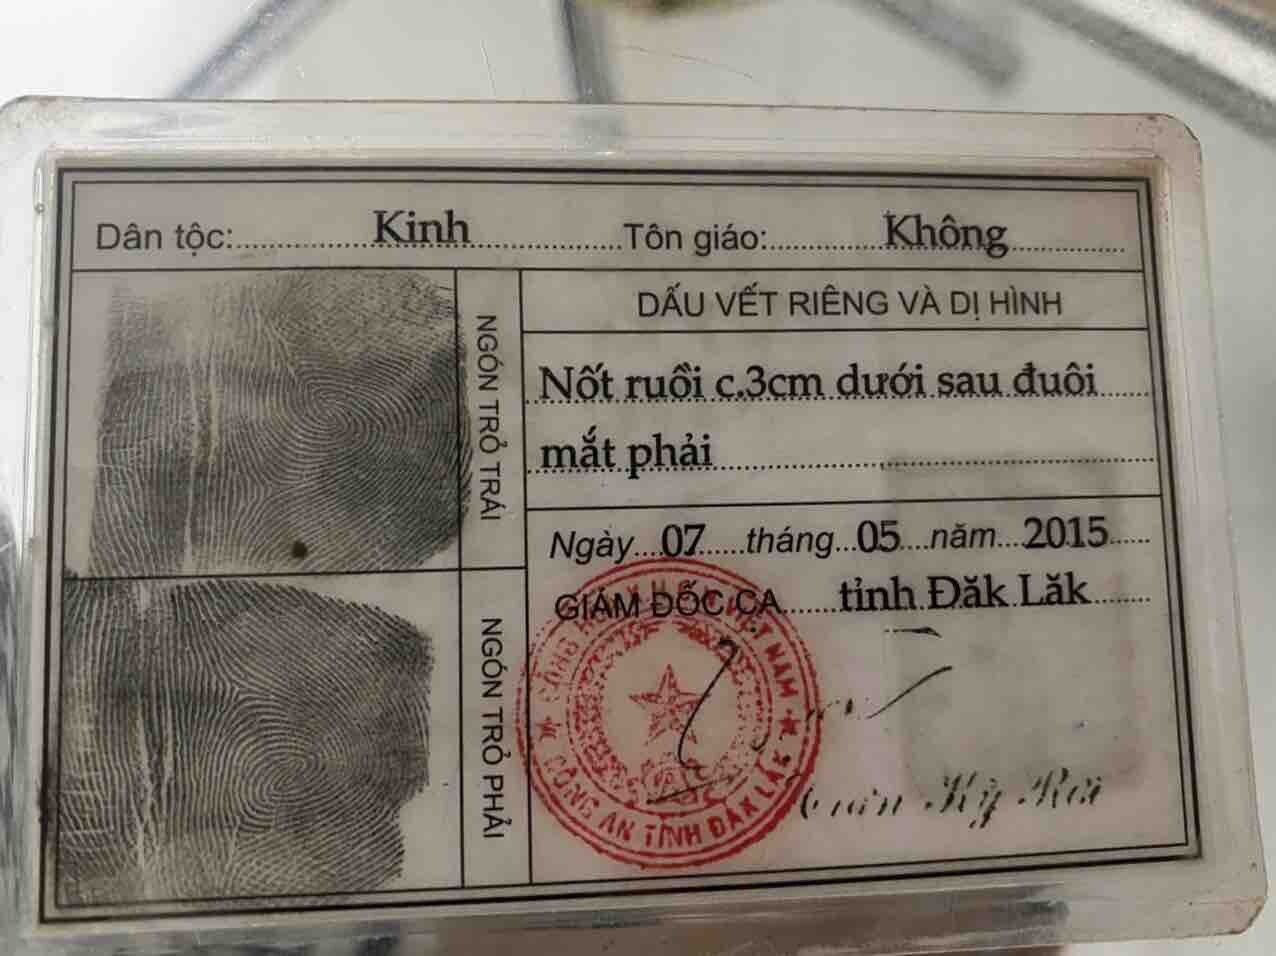 Dân tộc: Kinh Tôn giáo: Không
NGÓN TRỎ TRÁI
NGÓN TRỎ PHẢI
DẤU VẾT RIÊNG VÀ DỊ HÌNH
Nốt ruồi c.3cm dưới sau đuôi
mắt phải
Ngày 07 tháng 05 năm 2015
GIÁM ĐỐC CA tỉnh Đăk Lăk
VIỆT NAM
CÔNG AN TỈNH ĐĂK LĂK